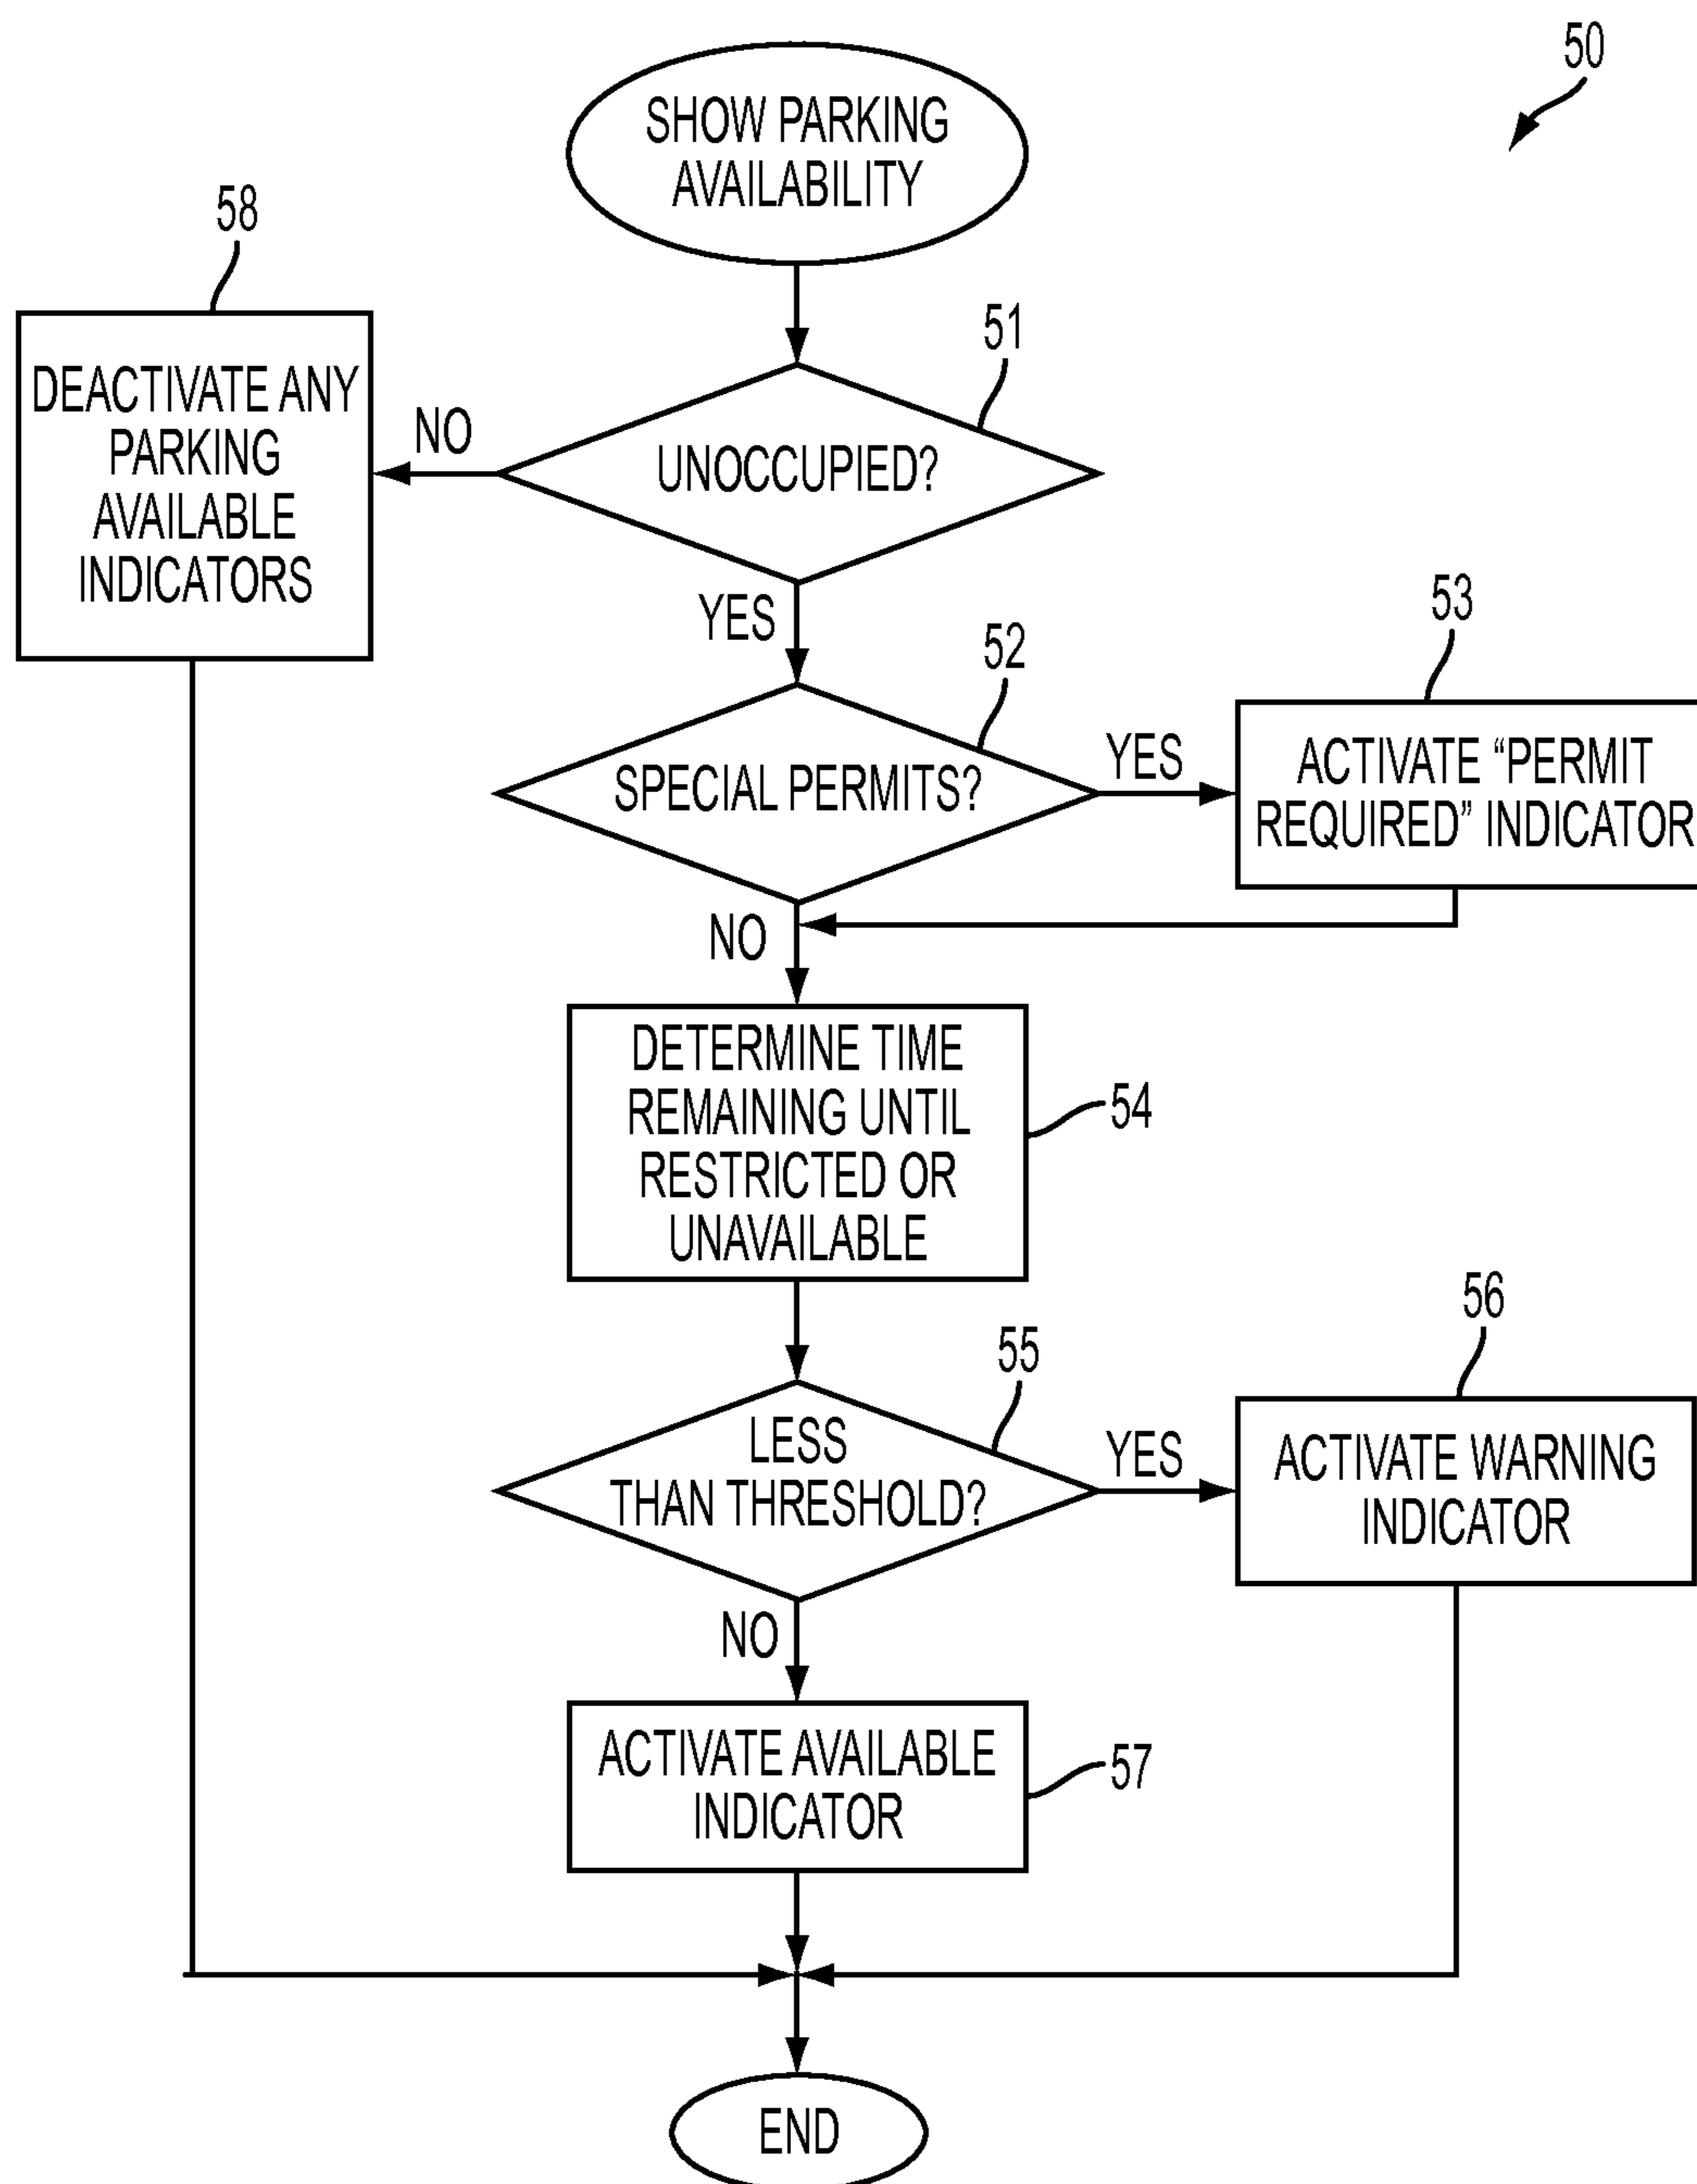 50
SHOW PARKING
AVAILABILITY
58
51
DEACTIVATE ANY
PARKING
AVAILABLE
INDICATORS
NO
UNOCCUPIED?
YES
52
53
SPECIAL PERMITS?
YES
ACTIVATE “PERMIT
REQUIRED” INDICATOR
NO
DETERMINE TIME
REMAINING UNTIL
RESTRICTED OR
UNAVAILABLE
54
55
56
LESS
THAN THRESHOLD?
YES
ACTIVATE WARNING
INDICATOR
NO
ACTIVATE AVAILABLE
INDICATOR
57
END